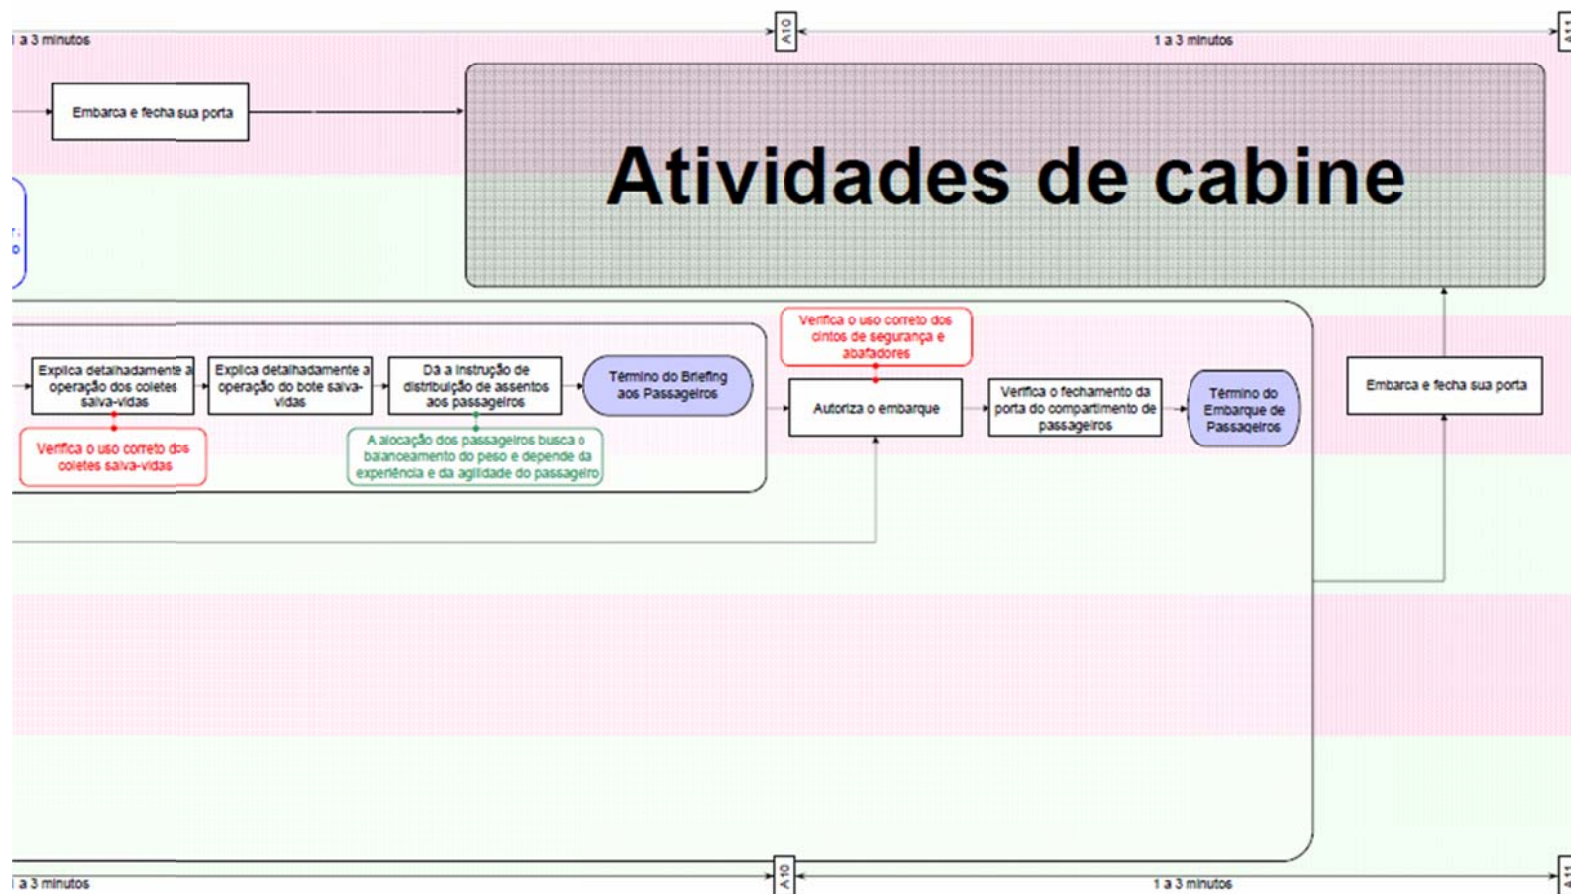 A10
A11
a 3 minutos
1 a 3 minutos
Embarca e fecha sua porta
Atividades de cabine
Verifica o uso correto dos
cintos de segurança e
abafadores
Explica detalhadamente a
operação dos coletes
salva-vidas
Explica detalhadamente a
operação do bote salva-
vidas
Dá a instrução de
distribuição de assentos
aos passageiros
Término do Briefing
aos Passageiros
Autoriza o embarque
Verifica o fechamento da
porta do compartimento de
passageiros
Término do
Embarque de
Passageiros
Embarca e fecha sua porta
Verifica o uso correto dos
coletes salva-vidas
A alocação dos passageiros busca o
balanceamento do peso e depende da
experiência e da agilidade do passageiro
A10
A11
a 3 minutos
1 a 3 minutos